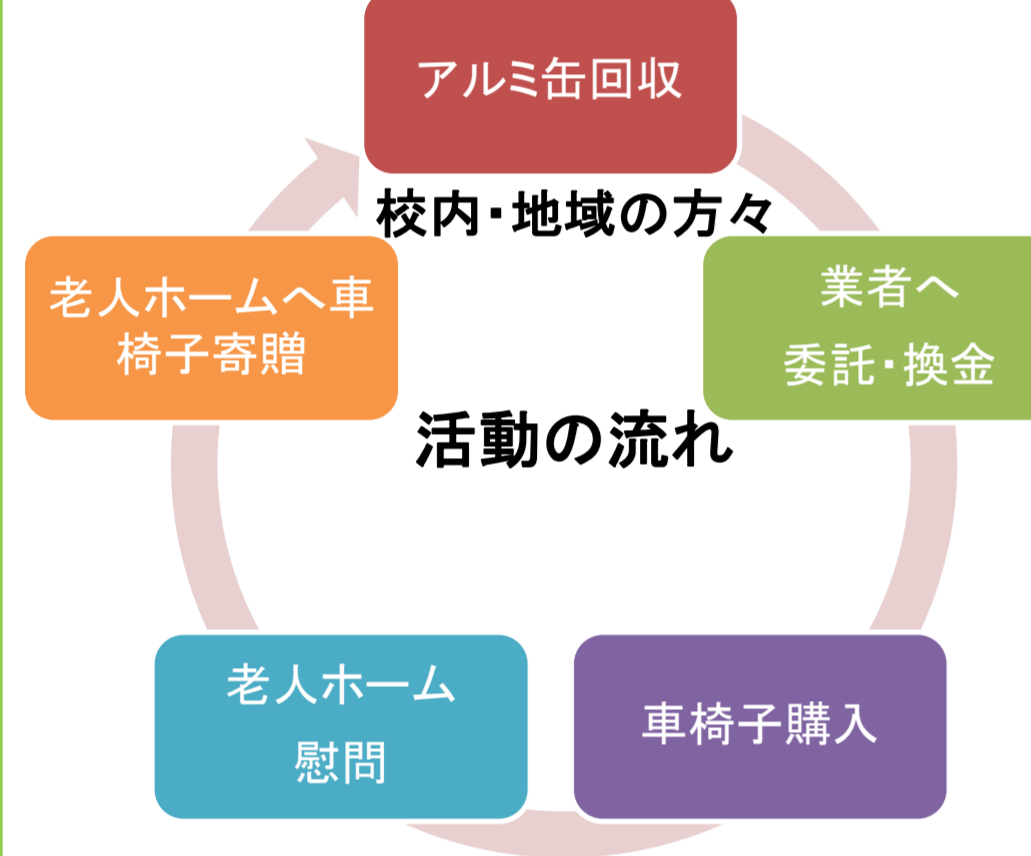 アルミ缶回収
校内・地域の方々
業者へ
委託・換金
車椅子購入
老人ホーム
慰問
老人ホームへ車
椅子寄贈
活動の流れ